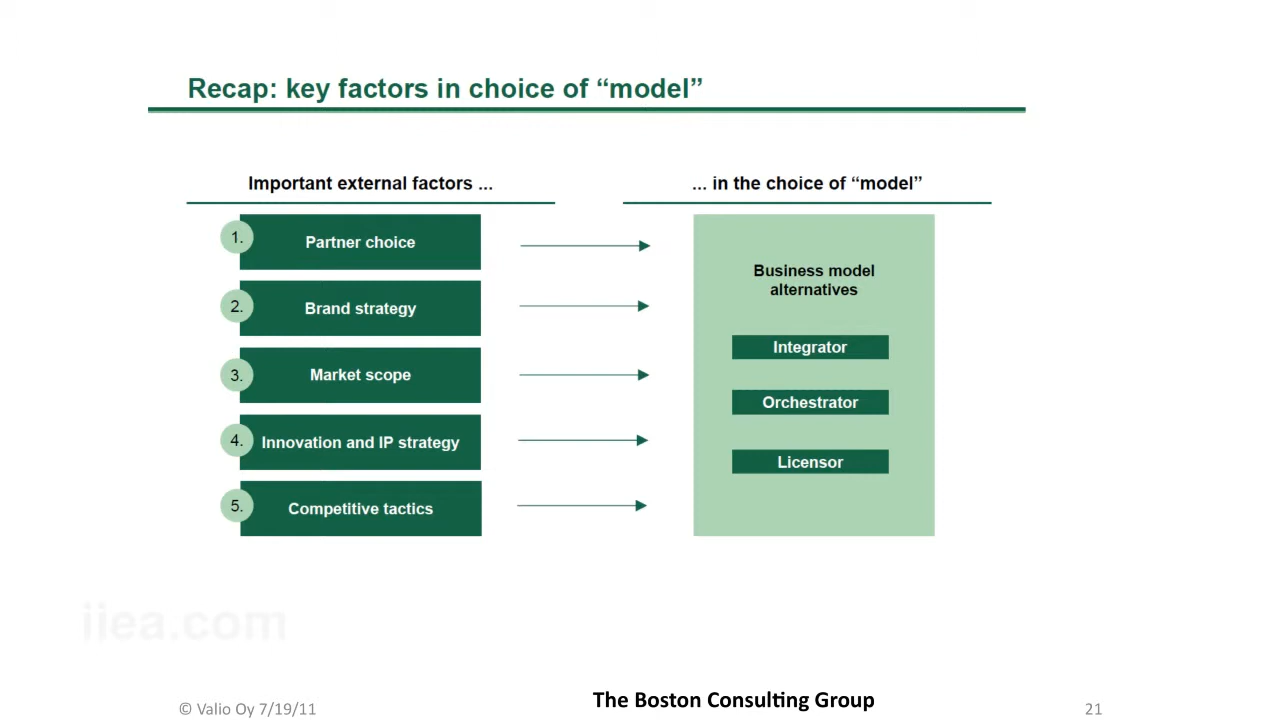 Recap: key factors in choice of “model”
Important external factors ...
... in the choice of “model”
1. Partner choice
2. Brand strategy
3. Market scope
4. Innovation and IP strategy
5. Competitive tactics
Business model
alternatives
Integrator
Orchestrator
Licensor
iiea.com
© Valio Oy 7/19/11
The Boston Consulting Group
21